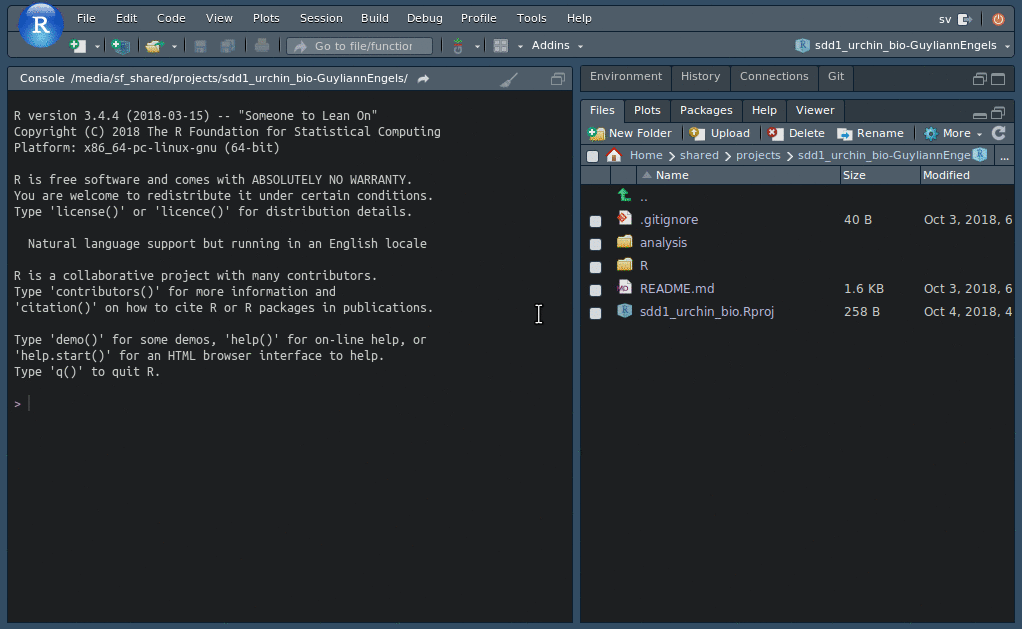 File Edit Code View Plots Session Build Debug Profile Tools Help
sv
R
Go to file/function
Addins
sdd1_urchin_bio-GuyliannEngels
Console /media/sf_shared/projects/sdd1_urchin_bio-GuyliannEngels/
R version 3.4.4 (2018-03-15) -- "Someone to Lean On"
Copyright (C) 2018 The R Foundation for Statistical Computing
Platform: x86_64-pc-linux-gnu (64-bit)
R is free software and comes with ABSOLUTELY NO WARRANTY.
You are welcome to redistribute it under certain conditions.
Type 'license()' or 'licence()' for distribution details.
Natural language support but running in an English locale
R is a collaborative project with many contributors.
Type 'contributors()' for more information and
'citation()' on how to cite R or R packages in publications.
Type 'demo()' for some demos, 'help()' for on-line help, or
'help.start()' for an HTML browser interface to help.
Type 'q()' to quit R.
>
Environment History Connections Git
Files Plots Packages Help Viewer
New Folder Upload Delete Rename More
Home shared projects sdd1_urchin_bio-GuyliannEnge ...
Name Size Modified
..
.gitignore 40 B Oct 3, 2018, 6
analysis
R
README.md 1.6 KB Oct 3, 2018, 6
sdd1_urchin_bio.Rproj 258 B Oct 4, 2018, 4